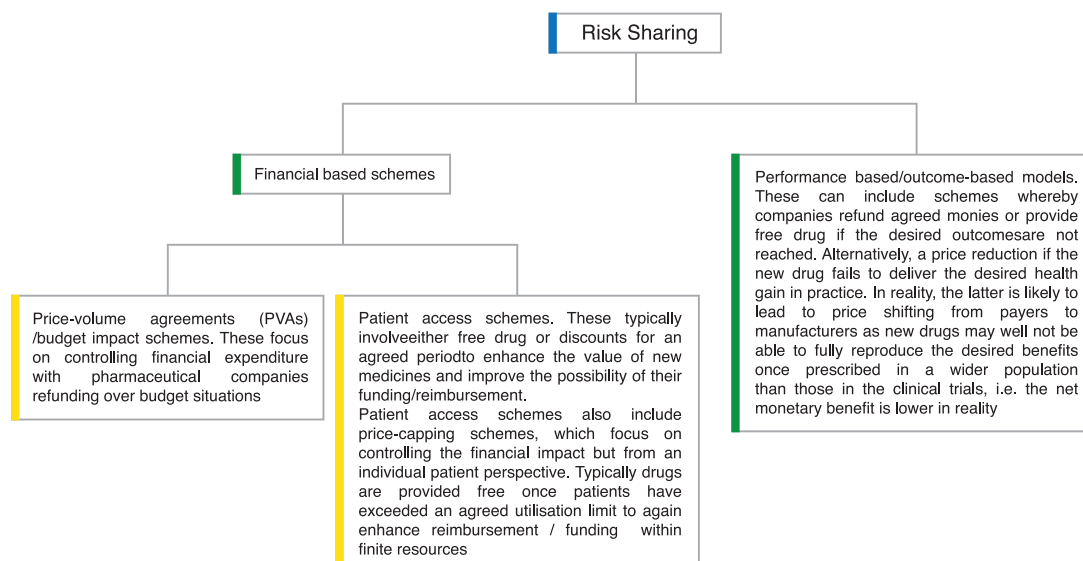 Risk Sharing
Financial based schemes
Performance based/outcome-based models.
These can include schemes whereby
companies refund agreed monies or provide
free drug if the desired outcomesare not
reached. Alternatively, a price reduction if the
new drug fails to deliver the desired health
gain in practice. In reality, the latter is likely to
lead to price shifting from payers to
manufacturers as new drugs may well not be
able to fully reproduce the desired benefits
once prescribed in a wider population
than those in the clinical trials, i.e. the net
monetary benefit is lower in reality
Price-volume agreements (PVAs)
/budget impact schemes. These focus
on controlling financial expenditure
with pharmaceutical companies
refunding over budget situations
Patient access schemes. These typically
involveeither free drug or discounts for an
agreed periodto enhance the value of new
medicines and improve the possibility of their
funding/reimbursement.
Patient access schemes also include
price-capping schemes, which focus on
controlling the financial impact but from an
individual patient perspective. Typically drugs
are provided free once patients have
exceeded an agreed utilisation limit to again
enhance reimbursement / funding within
finite resources